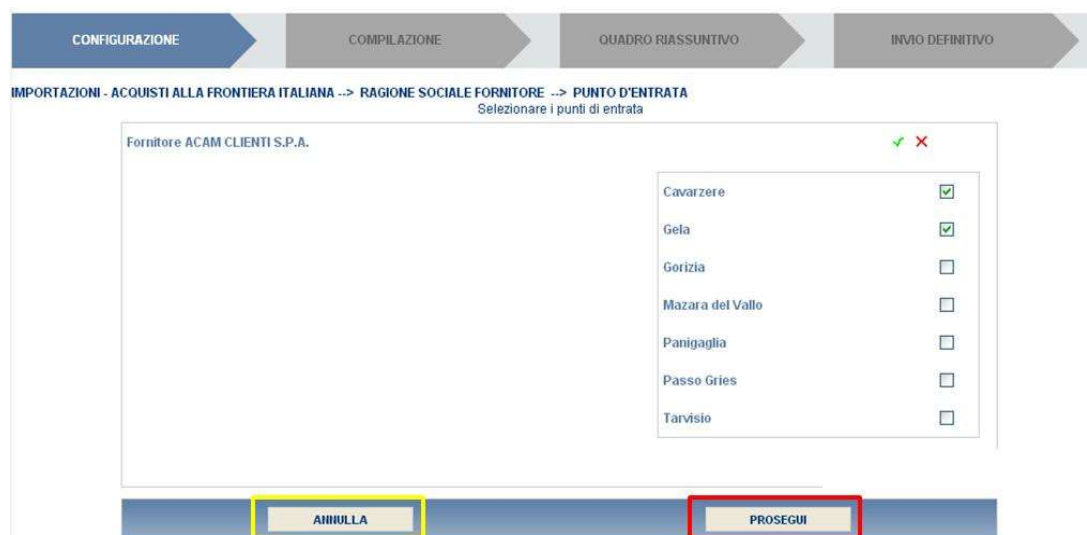 CONFIGURAZIONE COMPILAZIONE QUADRO RIASSUNTIVO INVIO DEFINITIVO
IMPORTAZIONI - ACQUISTI ALLA FRONTIERA ITALIANA --> RAGIONE SOCIALE FORNITORE --> PUNTO D'ENTRATA
Selezionare i punti di entrata
Fornitore ACAM CLIENTI S.P.A.
Cavarzere
Gela
Gorizia
Mazara del Vallo
Panigaglia
Passo Gries
Tarvisio
ANNULLA PROSEGUI